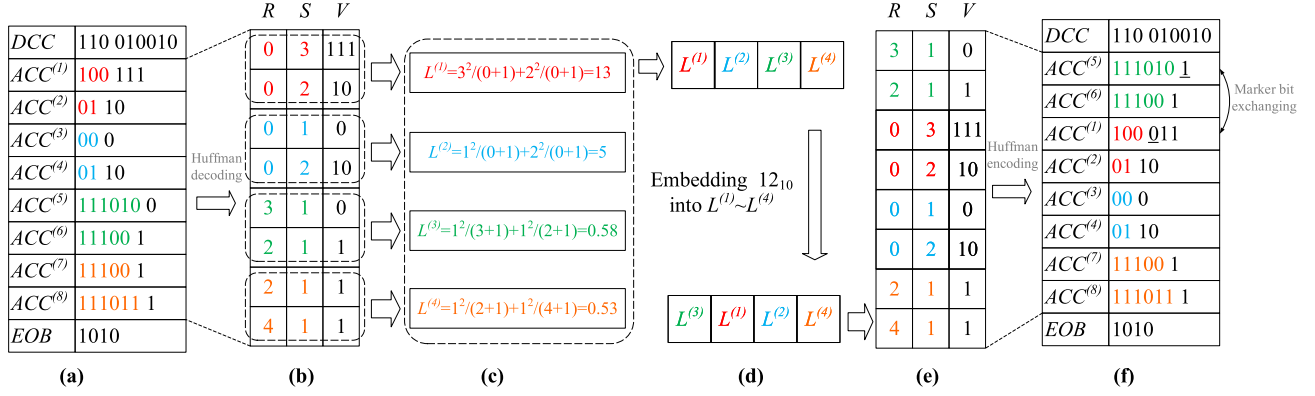 DCC 110 010010
ACC(1) 100 111
ACC(2) 01 10
ACC(3) 00 0
ACC(4) 01 10
ACC(5) 111010 0
ACC(6) 11100 1
ACC(7) 11100 1
ACC(8) 111011 1
EOB 1010
(a)
Huffman
decoding
R S V
0 3 111
0 2 10
0 1 0
0 2 10
3 1 0
2 1 1
2 1 1
4 1 1
(b)
L(1)=3²/(0+1)+2²/(0+1)=13
L(2)=1²/(0+1)+2²/(0+1)=5
L(3)=1²/(3+1)+1²/(2+1)=0.58
L(4)=1²/(2+1)+1²/(4+1)=0.53
(c)
L(1) L(2) L(3) L(4)
Embedding 12₁₀
into L(1)~L(4)
L(3) L(1) L(2) L(4)
(d)
R S V
3 1 0
2 1 1
0 3 111
0 2 10
0 1 0
0 2 10
2 1 1
4 1 1
(e)
Huffman
encoding
DCC 110 010010
ACC(5) 111010 1
ACC(6) 11100 1
ACC(1) 100 011
ACC(2) 01 10
ACC(3) 00 0
ACC(4) 01 10
ACC(7) 11100 1
ACC(8) 111011 1
EOB 1010
Marker bit
exchanging
(f)